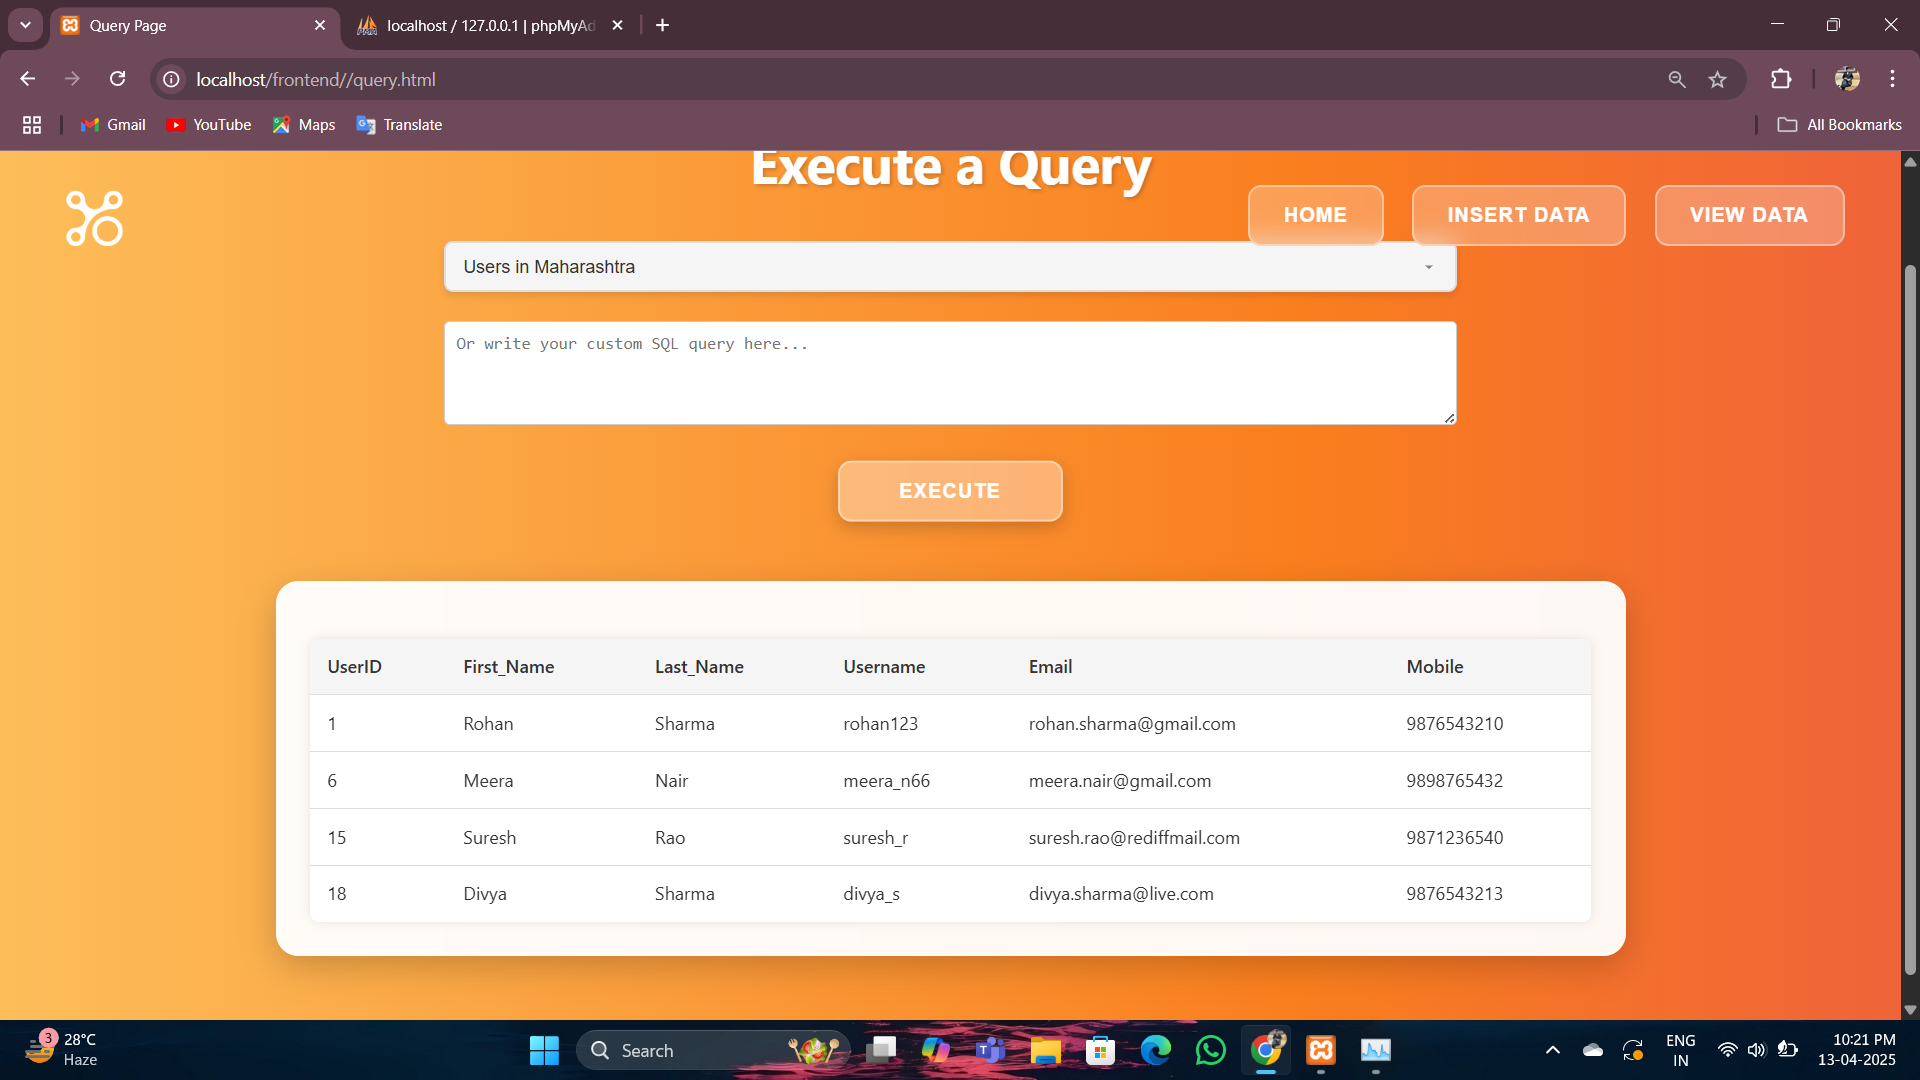 Query Page
localhost / 127.0.0.1 | phpMyAd
localhost/frontend//query.html
Gmail
YouTube
Maps
Translate
All Bookmarks
Execute a Query
HOME
INSERT DATA
VIEW DATA
Users in Maharashtra
Or write your custom SQL query here...
EXECUTE
UserID First_Name Last_Name Username Email Mobile
1 Rohan Sharma rohan123 rohan.sharma@gmail.com 9876543210
6 Meera Nair meera_n66 meera.nair@gmail.com 9898765432
15 Suresh Rao suresh_r suresh.rao@rediffmail.com 9871236540
18 Divya Sharma divya_s divya.sharma@live.com 9876543213
3
28°C
Haze
Search
ENG
IN
10:21 PM
13-04-2025